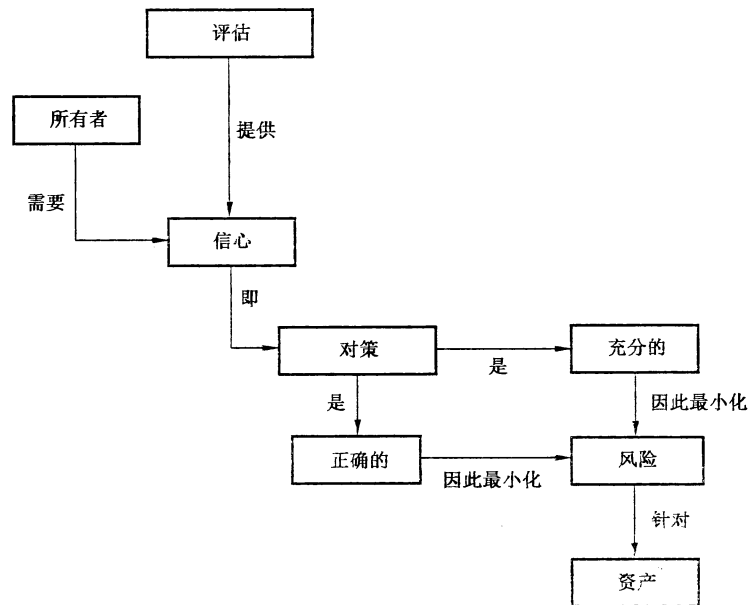 评估
所有者
提供
需要
信心
即
对策
是
充分的
是
因此最小化
正确的
因此最小化
风险
针对
资产